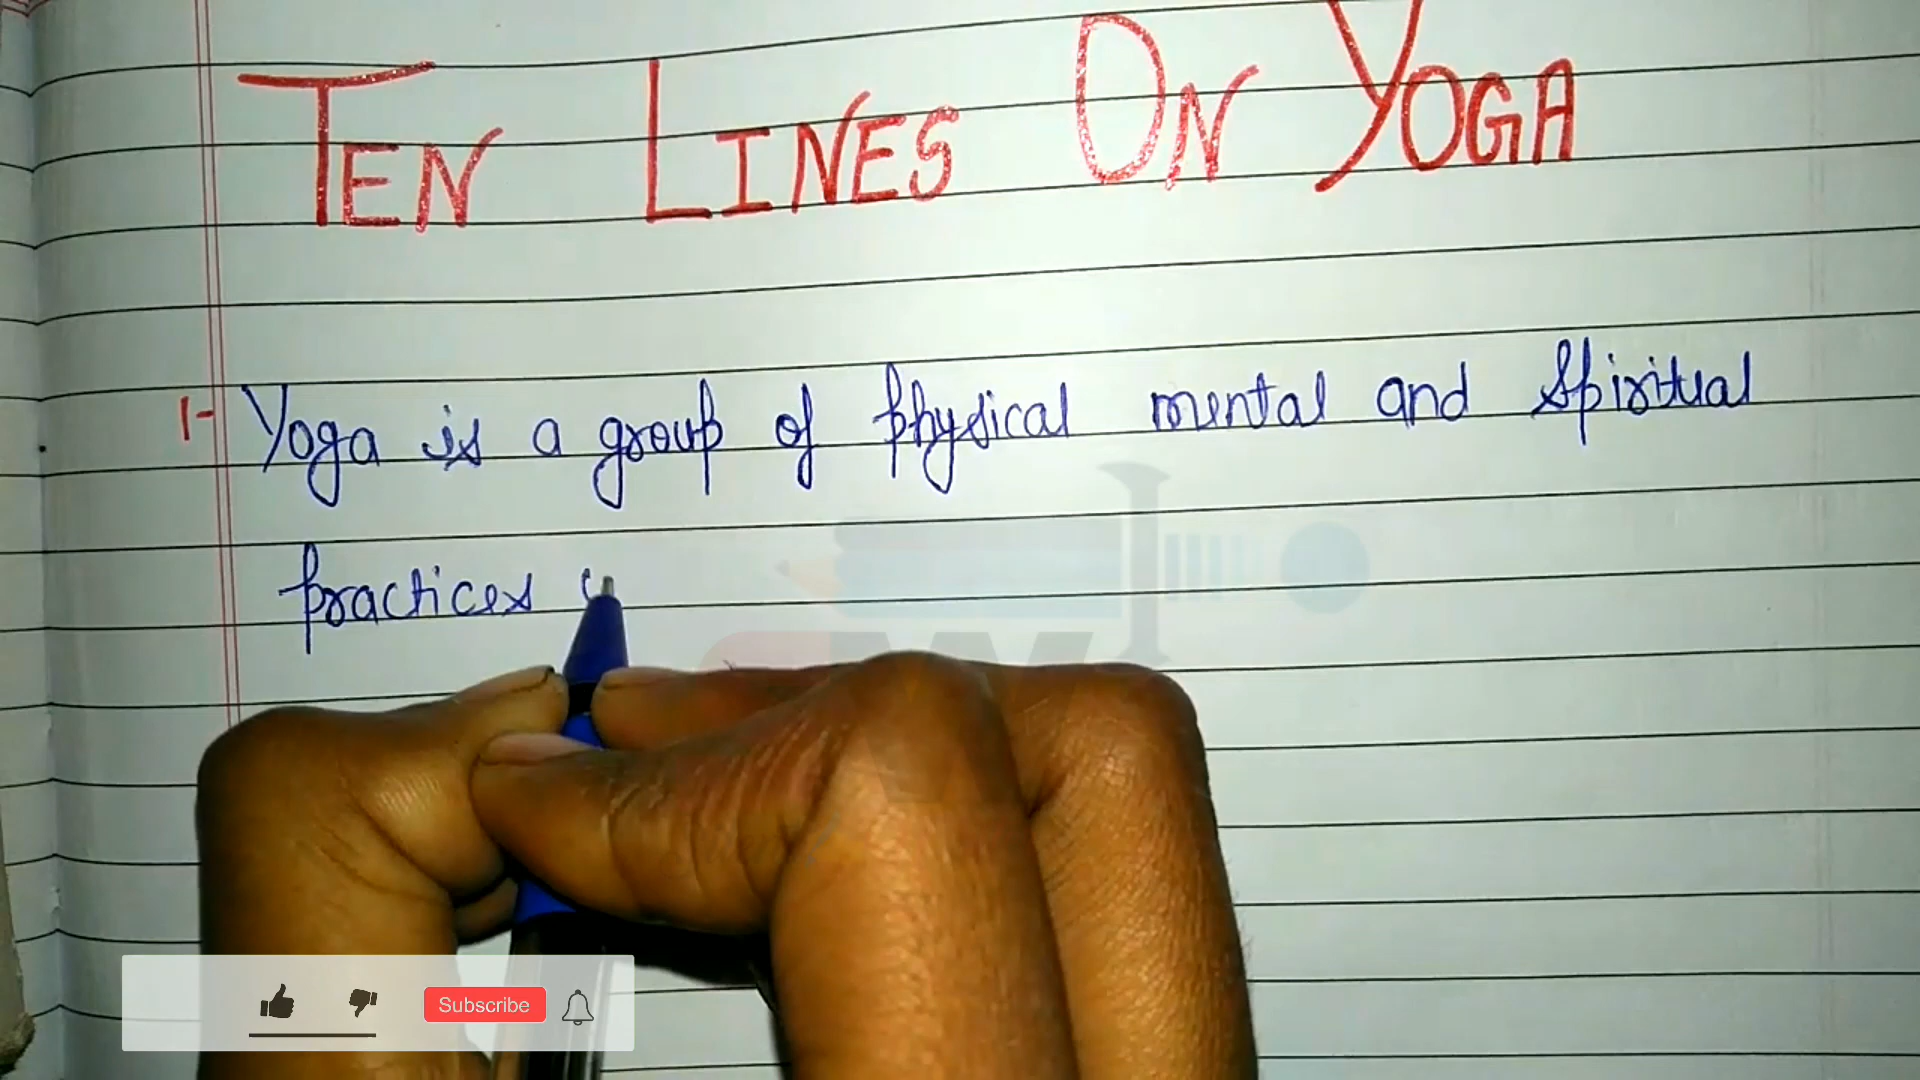 TEN LINES ON YOGA
1- Yoga is a group of physical mental and Spiritual
practices
Subscribe